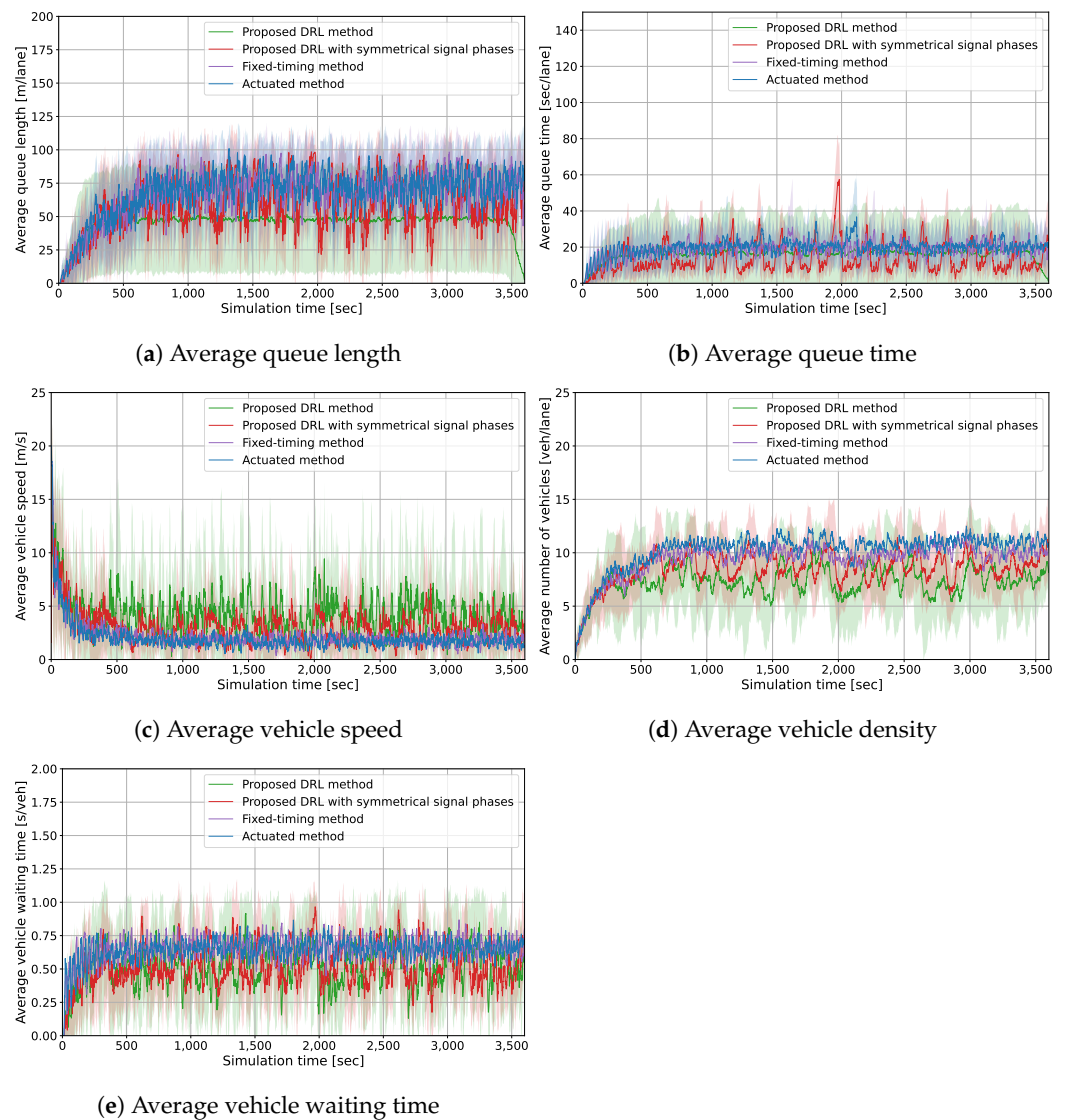 200
175
150
125
100
75
50
25
0
Average queue length [m/lane]
Proposed DRL method
Proposed DRL with symmetrical signal phases
Fixed-timing method
Actuated method
0 500 1,000 1,500 2,000 2,500 3,000 3,500
Simulation time [sec]
(a) Average queue length
140
120
100
80
60
40
20
0
Average queue time [sec/lane]
Proposed DRL method
Proposed DRL with symmetrical signal phases
Fixed-timing method
Actuated method
0 500 1,000 1,500 2,000 2,500 3,000 3,500
Simulation time [sec]
(b) Average queue time
25
20
15
10
5
0
Average vehicle speed [m/s]
Proposed DRL method
Proposed DRL with symmetrical signal phases
Fixed-timing method
Actuated method
0 500 1,000 1,500 2,000 2,500 3,000 3,500
Simulation time [sec]
(c) Average vehicle speed
25
20
15
10
5
0
Average number of vehicles [veh/lane]
Proposed DRL method
Proposed DRL with symmetrical signal phases
Fixed-timing method
Actuated method
0 500 1,000 1,500 2,000 2,500 3,000 3,500
Simulation time [sec]
(d) Average vehicle density
2.00
1.75
1.50
1.25
1.00
0.75
0.50
0.25
0.00
Average vehicle waiting time [s/veh]
Proposed DRL method
Proposed DRL with symmetrical signal phases
Fixed-timing method
Actuated method
0 500 1,000 1,500 2,000 2,500 3,000 3,500
Simulation time [sec]
(e) Average vehicle waiting time